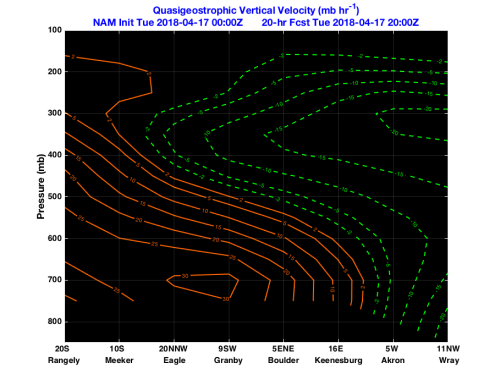 Quasigeostrophic Vertical Velocity (mb hr-1)
NAM Init Tue 2018-04-17 00:00Z 20-hr Fcst Tue 2018-04-17 20:00Z
Pressure (mb)
100
200
300
400
500
600
700
800
20S 10S 20NNW 9SW 5ENE 16E 5W 11NW
Rangely Meeker Eagle Granby Boulder Keenesburg Akron Wray